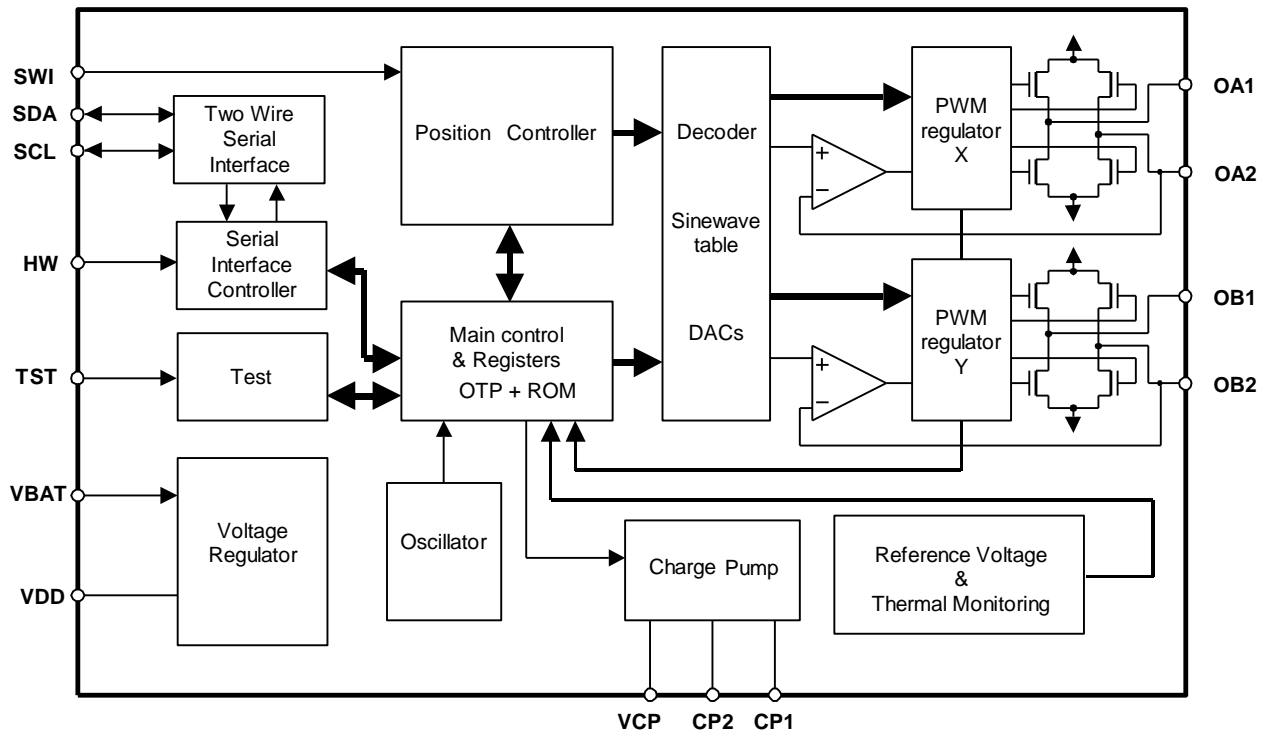 SWI
SDA
SCL
HW
TST
VBAT
VDD
Two Wire
Serial
Interface
Serial
Interface
Controller
Test
Voltage
Regulator
Position Controller
Main control
& Registers
OTP + ROM
Oscillator
Decoder
Sinewave
table
DACs
+
−
+
−
PWM
regulator
X
PWM
regulator
Y
Charge Pump
Reference Voltage
&
Thermal Monitoring
OA1
OA2
OB1
OB2
VCP
CP2
CP1